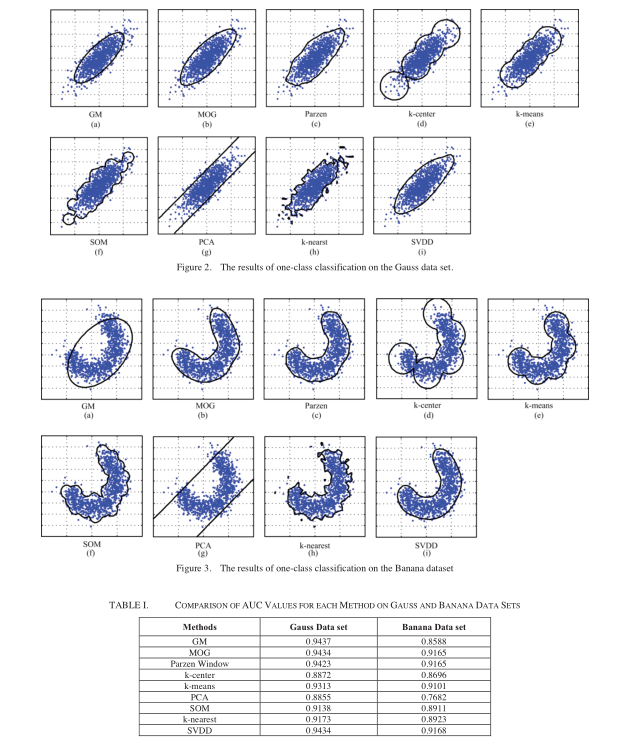 GM MOG Parzen k-center k-means
(a) (b) (c) (d) (e)
SOM PCA k-nearst SVDD
(f) (g) (h) (i)
Figure 2. The results of one-class classification on the Gauss data set.
GM MOG Parzen k-center k-means
(a) (b) (c) (d) (e)
SOM PCA k-nearest SVDD
(f) (g) (h) (i)
Figure 3. The results of one-class classification on the Banana dataset
TABLE I. COMPARISON OF AUC VALUES FOR EACH METHOD ON GAUSS AND BANANA DATA SETS
Methods Gauss Data set Banana Data set
GM 0.9437 0.8588
MOG 0.9434 0.9165
Parzen Window 0.9423 0.9165
k-center 0.8872 0.8696
k-means 0.9313 0.9101
PCA 0.8855 0.7682
SOM 0.9138 0.8911
k-nearest 0.9173 0.8923
SVDD 0.9434 0.9168